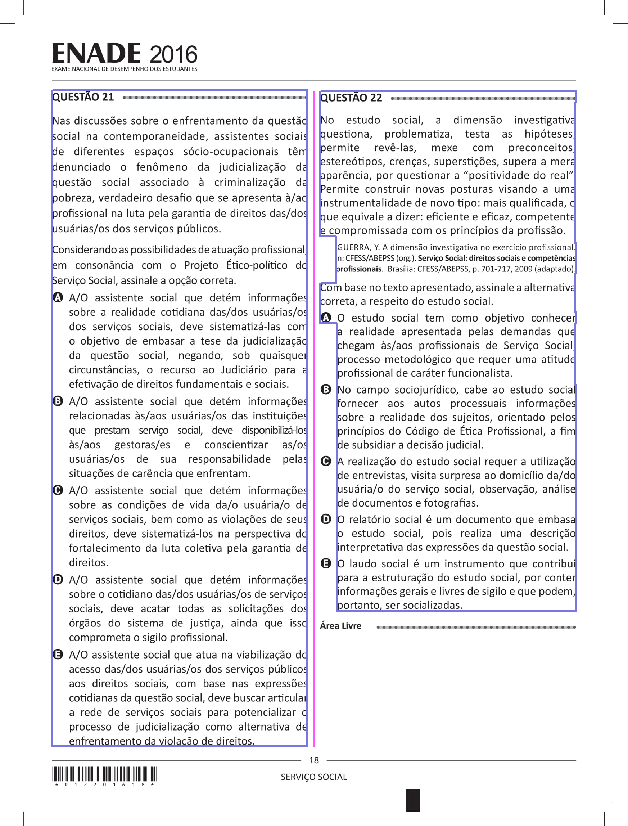 ENADE 2016
EXAME NACIONAL DE DESEMPENHO DOS ESTUDANTES
QUESTÃO 21
Nas discussões sobre o enfrentamento da questão
social na contemporaneidade, assistentes sociais
de diferentes espaços sócio-ocupacionais têm
denunciado o fenômeno da judicialização da
questão social associado à criminalização da
pobreza, verdadeiro desafio que se apresenta à/ao
profissional na luta pela garantia de direitos das/dos
usuárias/os dos serviços públicos.
Considerando as possibilidades de atuação profissional,
em consonância com o Projeto Ético-político do
Serviço Social, assinale a opção correta.
A A/O assistente social que detém informações
sobre a realidade cotidiana das/dos usuárias/os
dos serviços sociais, deve sistematizá-las com
o objetivo de embasar a tese da judicialização
da questão social, negando, sob quaisquer
circunstâncias, o recurso ao Judiciário para a
efetivação de direitos fundamentais e sociais.
B A/O assistente social que detém informações
relacionadas às/aos usuárias/os das instituições
que prestam serviço social, deve disponibilizá-los
às/aos gestoras/es e conscientizar as/os
usuárias/os de sua responsabilidade pelas
situações de carência que enfrentam.
C A/O assistente social que detém informações
sobre as condições de vida da/o usuária/o de
serviços sociais, bem como as violações de seus
direitos, deve sistematizá-los na perspectiva do
fortalecimento da luta coletiva pela garantia de
direitos.
D A/O assistente social que detém informações
sobre o cotidiano das/dos usuárias/os de serviços
sociais, deve acatar todas as solicitações dos
órgãos do sistema de justiça, ainda que isso
comprometa o sigilo profissional.
E A/O assistente social que atua na viabilização do
acesso das/dos usuárias/os dos serviços públicos
aos direitos sociais, com base nas expressões
cotidianas da questão social, deve buscar articular
a rede de serviços sociais para potencializar o
processo de judicialização como alternativa de
enfrentamento da violação de direitos.
QUESTÃO 22
No estudo social, a dimensão investigativa
questiona, problematiza, testa as hipóteses,
permite revê-las, mexe com preconceitos,
estereótipos, crenças, superstições, supera a mera
aparência, por questionar a "positividade do real".
Permite construir novas posturas visando a uma
instrumentalidade de novo tipo: mais qualificada, o
que equivale a dizer: eficiente e eficaz, competente
e compromissada com os princípios da profissão.
GUERRA, Y. A dimensão investigativa no exercício profissional.
In: CFESS/ABEPSS (org.). Serviço Social: direitos sociais e competências
profissionais. Brasília: CFESS/ABEPSS, p. 701-717, 2009 (adaptado).
Com base no texto apresentado, assinale a alternativa
correta, a respeito do estudo social.
A O estudo social tem como objetivo conhecer
a realidade apresentada pelas demandas que
chegam às/aos profissionais de Serviço Social,
processo metodológico que requer uma atitude
profissional de caráter funcionalista.
B No campo sociojurídico, cabe ao estudo social
fornecer aos autos processuais informações
sobre a realidade dos sujeitos, orientado pelos
princípios do Código de Ética Profissional, a fim
de subsidiar a decisão judicial.
C A realização do estudo social requer a utilização
de entrevistas, visita surpresa ao domicílio da/do
usuária/o do serviço social, observação, análise
de documentos e fotografias.
D O relatório social é um documento que embasa
o estudo social, pois realiza uma descrição
interpretativa das expressões da questão social.
E O laudo social é um instrumento que contribui
para a estruturação do estudo social, por conter
informações gerais e livres de sigilo e que podem,
portanto, ser socializadas.
Área Livre
18
SERVIÇO SOCIAL